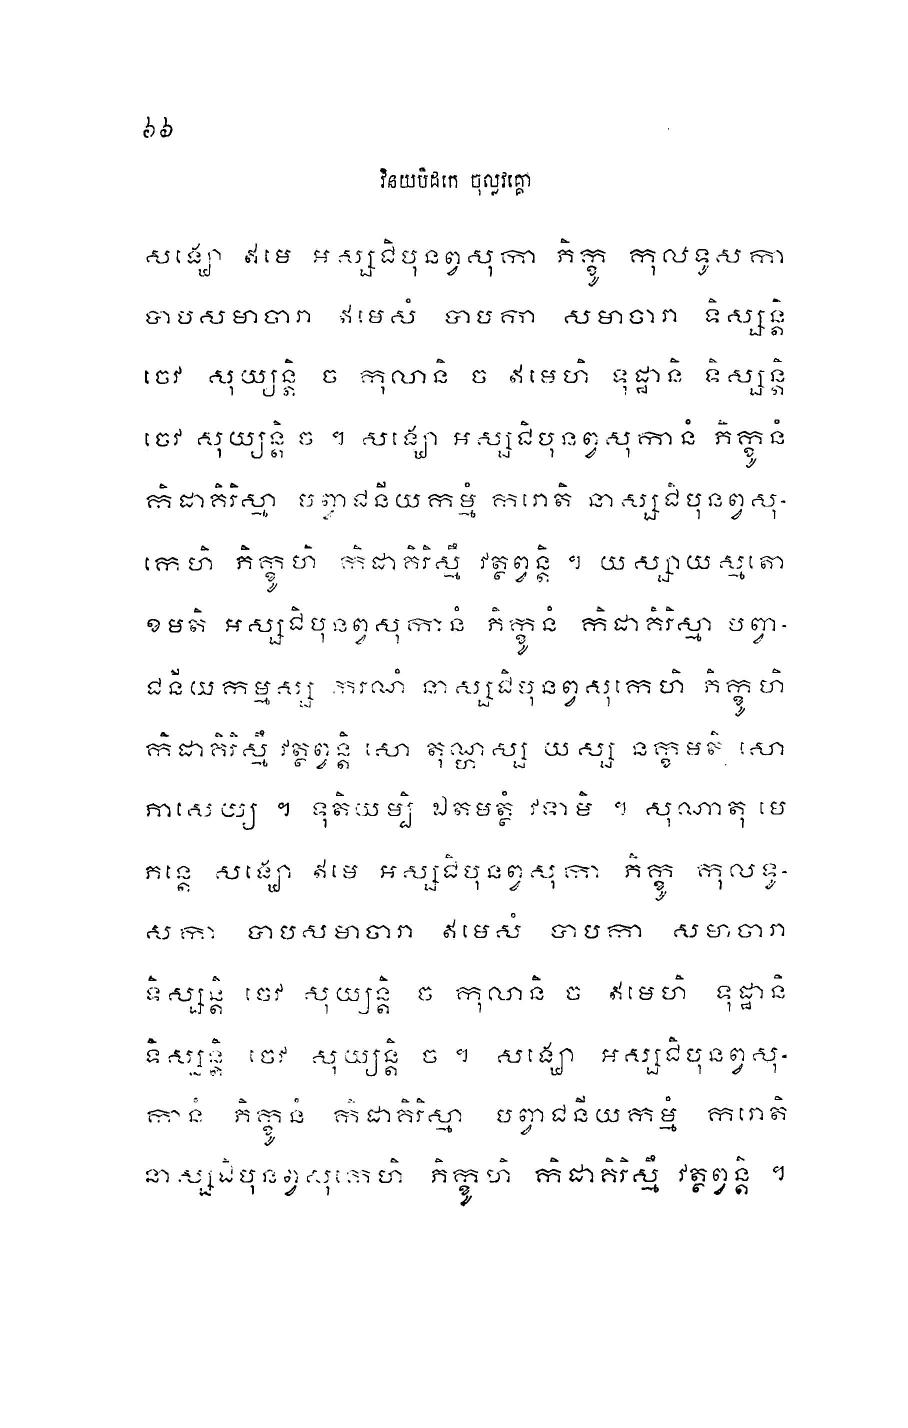 ៦៦
វិនយបិដកេ ចុល្លវគ្គោ
សង្ឃោ ឥមេ អស្សជិបុនព្វសុកា ភិក្ខូ កុលទូសកា
បាបសមាចារា ឥមេសំ បាបកា សមាចារា ទិស្សន្តិ
ចេវ សុយ្យន្តិ ច កុលានិ ច ឥមេហិ ទុដ្ឋានិ ទិស្សន្តិ
ចេវ សុយ្យន្តិ ច ។ សង្ឃោ អស្សជិបុនព្វសុកានំ ភិក្ខូនំ
កិដាគិរិស្មា បព្វាជនីយកម្មំ ករោតិ នាស្សជិបុនព្វសុ-
កេហិ ភិក្ខូហិ កិដាគិរិស្មឹ វត្ថព្វន្តិ ។ យស្សាយស្មតោ
ខមតិ អស្សជិបុនព្វសុកានំ ភិក្ខូនំ កិដាគិរិស្មា បព្វា-
ជនីយកម្មស្ស ករណំ នាស្សជិបុនព្វសុកេហិ ភិក្ខូហិ
កិដាគិរិស្មឹ វត្ថព្វន្តិ សោ តុណ្ហស្ស យស្ស នក្ខមតិ សោ
ភាសេយ្យ ។ ទុតិយម្បិ ឯតមត្ថំ វទាមិ ។ សុណាតុ មេ
ភន្តេ សង្ឃោ ឥមេ អស្សជិបុនព្វសុកា ភិក្ខូ កុលទូ-
សកា បាបសមាចារា ឥមេសំ បាបកា សមាចារា
ទិស្សន្តិ ចេវ សុយ្យន្តិ ច កុលានិ ច ឥមេហិ ទុដ្ឋានិ
ទិស្សន្តិ ចេវ សុយ្យន្តិ ច ។ សង្ឃោ អស្សជិបុនព្វសុ-
កានំ ភិក្ខូនំ កិដាគិរិស្មា បព្វាជនីយកម្មំ ករោតិ
នាស្សជិបុនព្វសុកេហិ ភិក្ខូហិ កិដាគិរិស្មឹ វត្ថព្វន្តិ ។